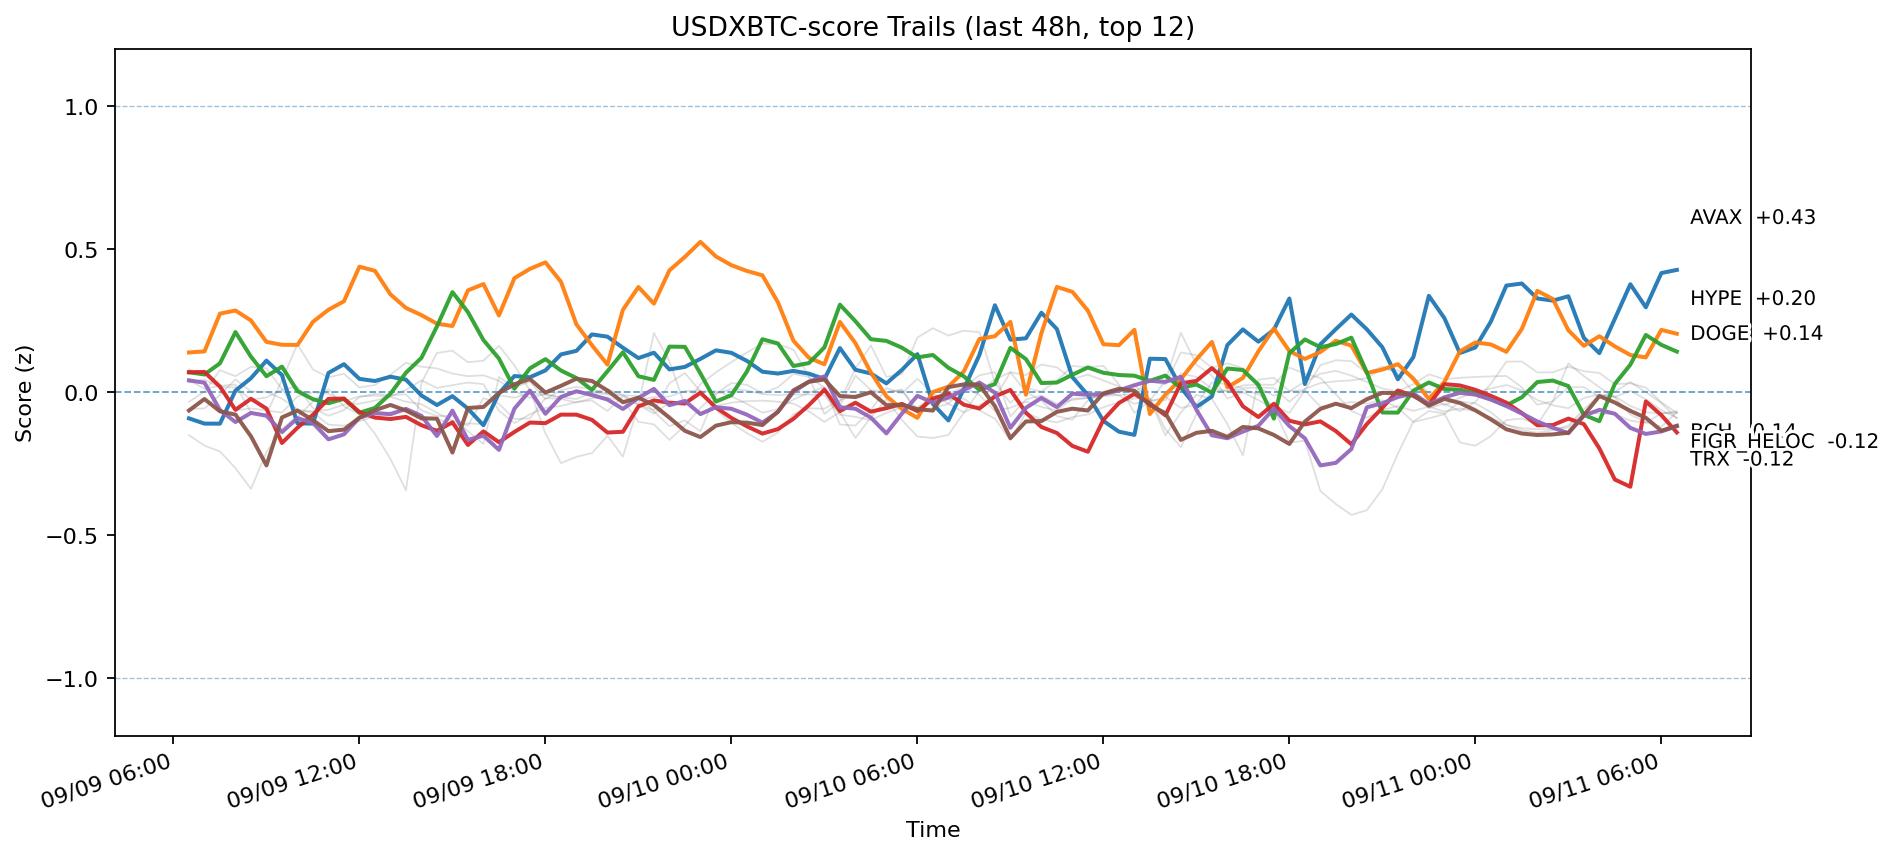 USDXBTC-score Trails (last 48h, top 12)
Score (z)
1.0
0.5
0.0
−0.5
−1.0
AVAX +0.43
HYPE +0.20
DOGE +0.14
BCH -0.14
FIGR_HELOC -0.12
TRX -0.12
09/09 06:00
09/09 12:00
09/09 18:00
09/10 00:00
09/10 06:00
09/10 12:00
09/10 18:00
09/11 00:00
09/11 06:00
Time